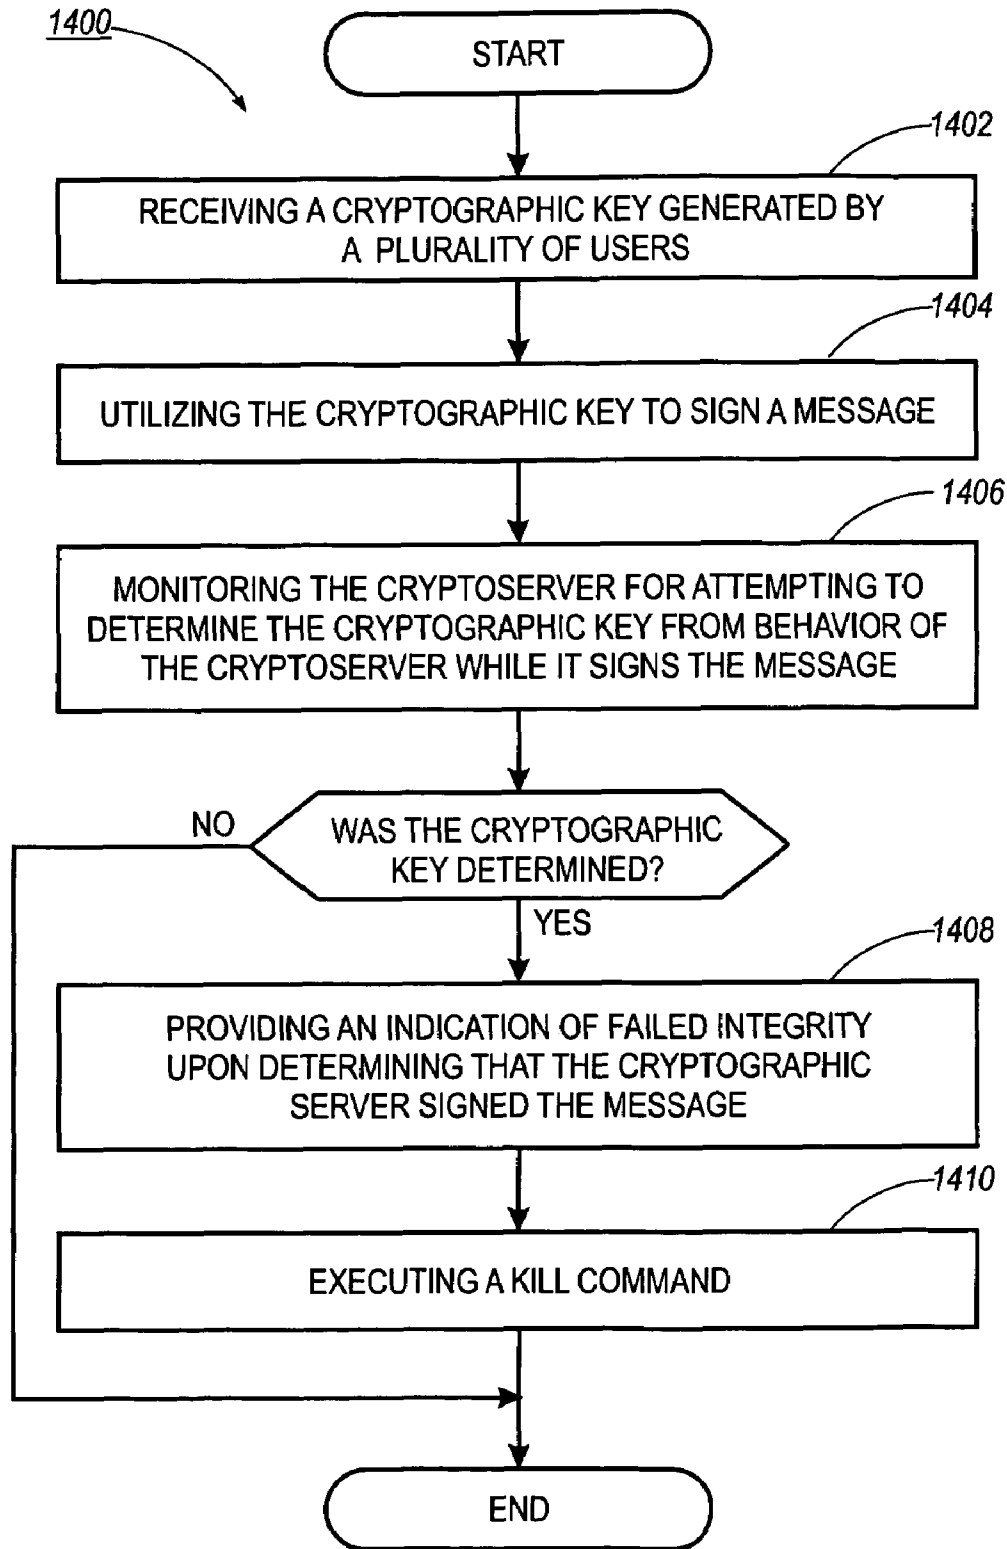 1400
START
1402
RECEIVING A CRYPTOGRAPHIC KEY GENERATED BY
A PLURALITY OF USERS
1404
UTILIZING THE CRYPTOGRAPHIC KEY TO SIGN A MESSAGE
1406
MONITORING THE CRYPTOSERVER FOR ATTEMPTING TO
DETERMINE THE CRYPTOGRAPHIC KEY FROM BEHAVIOR OF
THE CRYPTOSERVER WHILE IT SIGNS THE MESSAGE
NO
WAS THE CRYPTOGRAPHIC
KEY DETERMINED?
YES
1408
PROVIDING AN INDICATION OF FAILED INTEGRITY
UPON DETERMINING THAT THE CRYPTOGRAPHIC
SERVER SIGNED THE MESSAGE
1410
EXECUTING A KILL COMMAND
END